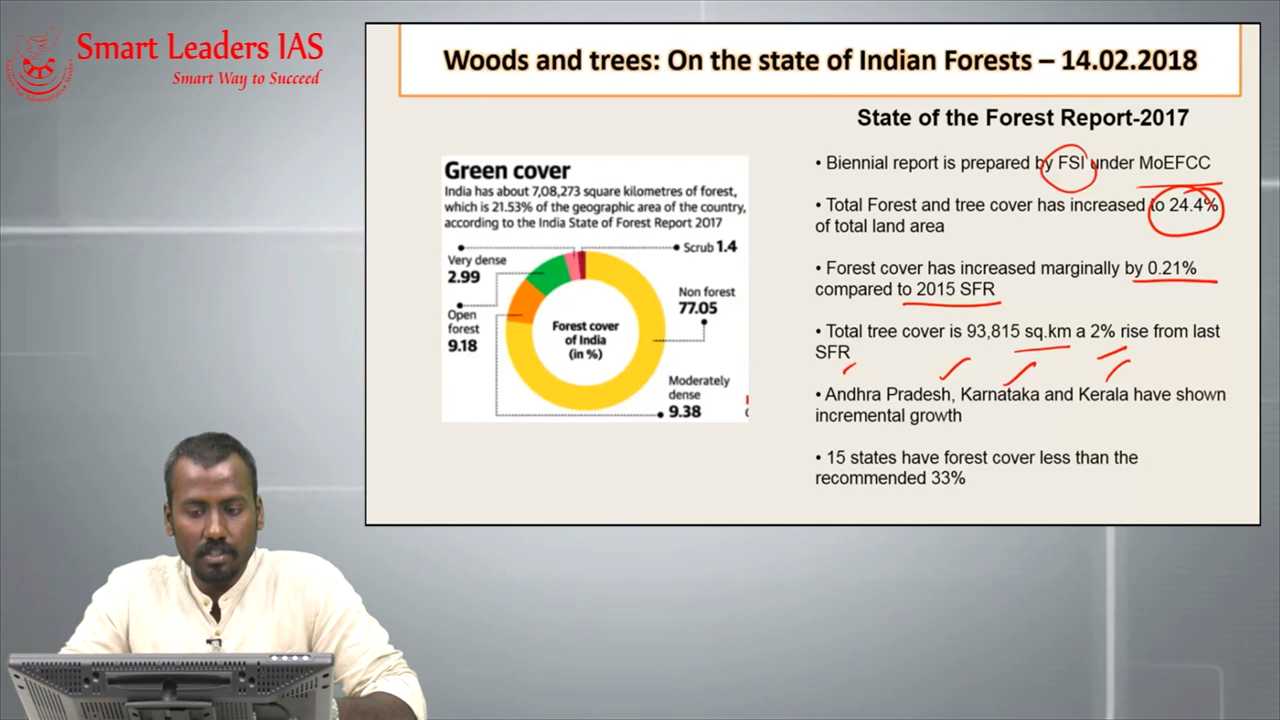 Smart Leaders IAS
Smart Way to Succeed
Woods and trees: On the state of Indian Forests – 14.02.2018
State of the Forest Report-2017
• Biennial report is prepared by FSI under MoEFCC
• Total Forest and tree cover has increased to 24.4%
of total land area
• Forest cover has increased marginally by 0.21%
compared to 2015 SFR
• Total tree cover is 93,815 sq.km a 2% rise from last
SFR
• Andhra Pradesh, Karnataka and Kerala have shown
incremental growth
• 15 states have forest cover less than the
recommended 33%
Green cover
India has about 7,08,273 square kilometres of forest,
which is 21.53% of the geographic area of the country,
according to the India State of Forest Report 2017
Scrub 1.4
Very dense
2.99
Non forest
77.05
Open
forest
9.18
Forest cover
of India
(in %)
Moderately
dense
9.38